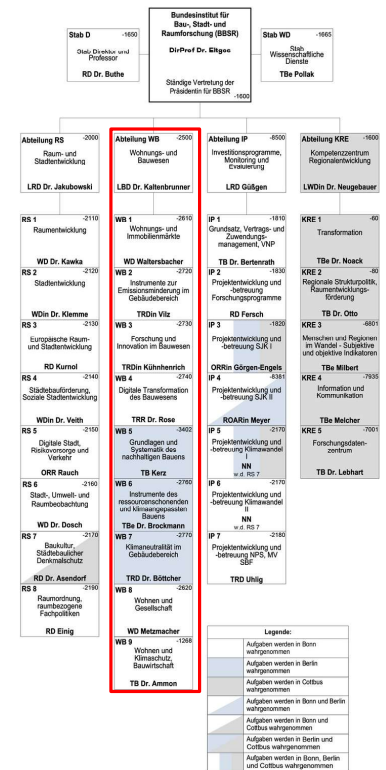 Bundesinstitut für
Bau-, Stadt- und
Raumforschung (BBSR)
DirProf Dr. Eltges
Ständige Vertretung der
Präsidentin für BBSR
-1600
Stab D -1650
Stab Direktor und
Professor
RD Dr. Buthe
Stab WD -1665
Stab
Wissenschaftliche
Dienste
TBe Pollak
Abteilung RS -2000
Raum- und
Stadtentwicklung
LRD Dr. Jakubowski
RS 1 -2110
Raumentwicklung
WD Dr. Kawka
RS 2 -2120
Stadtentwicklung
WDin Dr. Klemme
RS 3 -2130
Europäische Raum-
und Stadtentwicklung
RD Kurnol
RS 4 -2140
Städtebauförderung,
Soziale Stadtentwicklung
WDin Dr. Veith
RS 5 -2150
Digitale Stadt,
Risikovorsorge und
Verkehr
ORR Rauch
RS 6 -2160
Stadt-, Umwelt- und
Raumbeobachtung
WD Dr. Dosch
RS 7 -2170
Baukultur,
Städtebaulicher
Denkmalschutz
RD Dr. Asendorf
RS 8 -2190
Raumordnung,
raumbezogene
Fachpolitiken
RD Einig
Abteilung WB -2500
Wohnungs- und
Bauwesen
LBD Dr. Kaltenbrunner
WB 1 -2610
Wohnungs- und
Immobilienmärkte
WD Waltersbacher
WB 2 -2720
Instrumente zur
Emissionsminderung im
Gebäudebereich
TRDin Vilz
WB 3 -2730
Forschung und
Innovation im Bauwesen
TRDin Kühnhenrich
WB 4 -2740
Digitale Transformation
des Bauwesens
TRR Dr. Rose
WB 5 -3402
Grundlagen und
Systematik des
nachhaltigen Bauens
TB Kerz
WB 6 -2760
Instrumente des
ressourcenschonenden
und klimaangepassten
Bauens
TBe Dr. Brockmann
WB 7 -2770
Klimaneutralität im
Gebäudebereich
TRD Dr. Böttcher
WB 8 -2620
Wohnen und
Gesellschaft
WD Metzmacher
WB 9 -1268
Wohnen und
Klimaschutz,
Bauwirtschaft
TB Dr. Ammon
Abteilung IP -8500
Investitionsprogramme,
Monitoring und
Evaluierung
LRD Güßgen
IP 1 -1810
Grundsatz, Vertrags- und
Zuwendungs-
management, VNP
TB Dr. Bertenrath
IP 2 -1830
Projektentwicklung und
-betreuung
Forschungsprogramme
RD Fersch
IP 3 -1820
Projektentwicklung und
-betreuung SJK I
ORRin Görgen-Engels
IP 4 -8381
Projektentwicklung und
-betreuung SJK II
ROARin Meyer
IP 5 -2170
Projektentwicklung und
-betreuung Klimawandel
I
NN
w.d. RS 7
IP 6 -2170
Projektentwicklung und
-betreuung Klimawandel
II
NN
w.d. RS 7
IP 7 -2180
Projektentwicklung und
-betreuung NPS, MV
SBF
TRD Uhlig
Abteilung KRE -1600
Kompetenzzentrum
Regionalentwicklung
LWDin Dr. Neugebauer
KRE 1 -60
Transformation
TBe Dr. Noack
KRE 2 -80
Regionale Strukturpolitik,
Raumentwicklungs-
förderung
TB Dr. Otto
KRE 3 -6801
Menschen und Regionen
im Wandel - Subjektive
und objektive Indikatoren
TBe Milbert
KRE 4 -7935
Information und
Kommunikation
TBe Melcher
KRE 5 -7001
Forschungsdaten-
zentrum
TB Dr. Lebhart
Legende:
Aufgaben werden in Bonn
wahrgenommen
Aufgaben werden in Berlin
wahrgenommen
Aufgaben werden in Cottbus
wahrgenommen
Aufgaben werden in Bonn und Berlin
wahrgenommen
Aufgaben werden in Bonn und
Cottbus wahrgenommen
Aufgaben werden in Berlin und
Cottbus wahrgenommen
Aufgaben werden in Bonn, Berlin
und Cottbus wahrgenommen